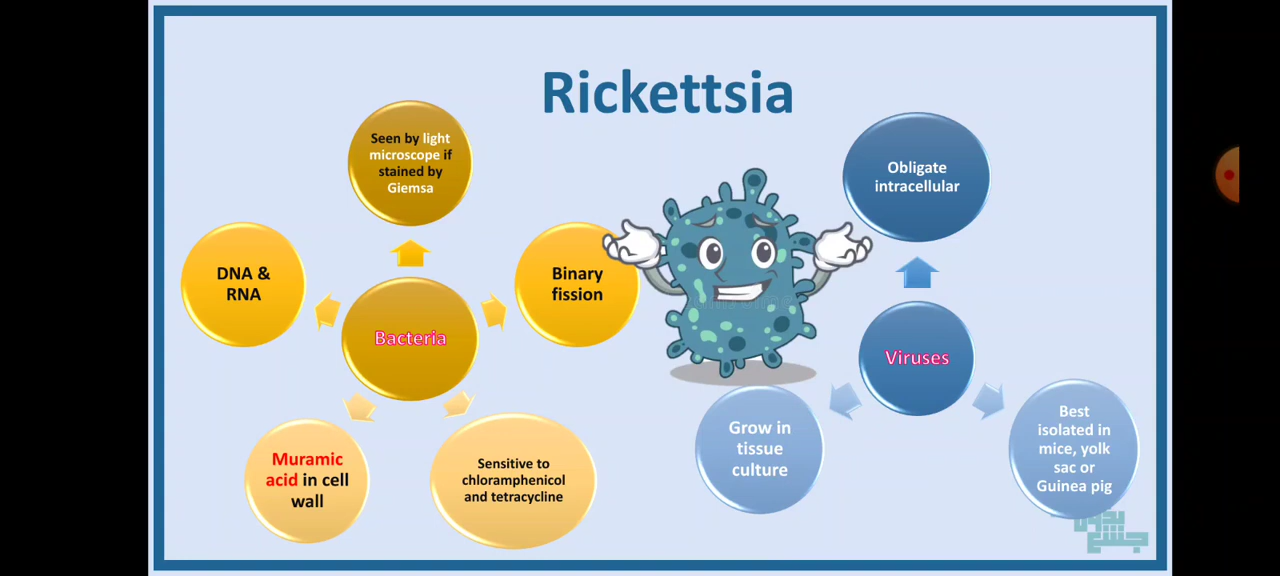 Rickettsia
Seen by light
microscope if
stained by
Giemsa
DNA &
RNA
Binary
fission
Bacteria
Muramic
acid in cell
wall
Sensitive to
chloramphenicol
and tetracycline
Obligate
intracellular
Viruses
Grow in
tissue
culture
Best
isolated in
mice, yolk
sac or
Guinea pig